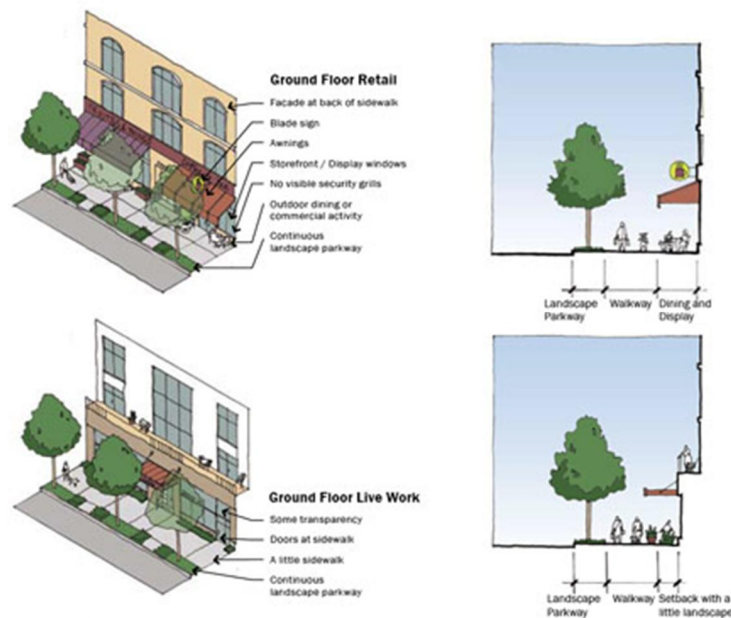 Ground Floor Retail
Facade at back of sidewalk
Blade sign
Awnings
Storefront / Display windows
No visible security grills
Outdoor dining or
commercial activity
Continuous
landscape parkway
Landscape
Parkway
Walkway
Dining and
Display
Ground Floor Live Work
Some transparency
Doors at sidewalk
A little sidewalk
Continuous
landscape parkway
Landscape
Parkway
Walkway
Setback with a
little landscape